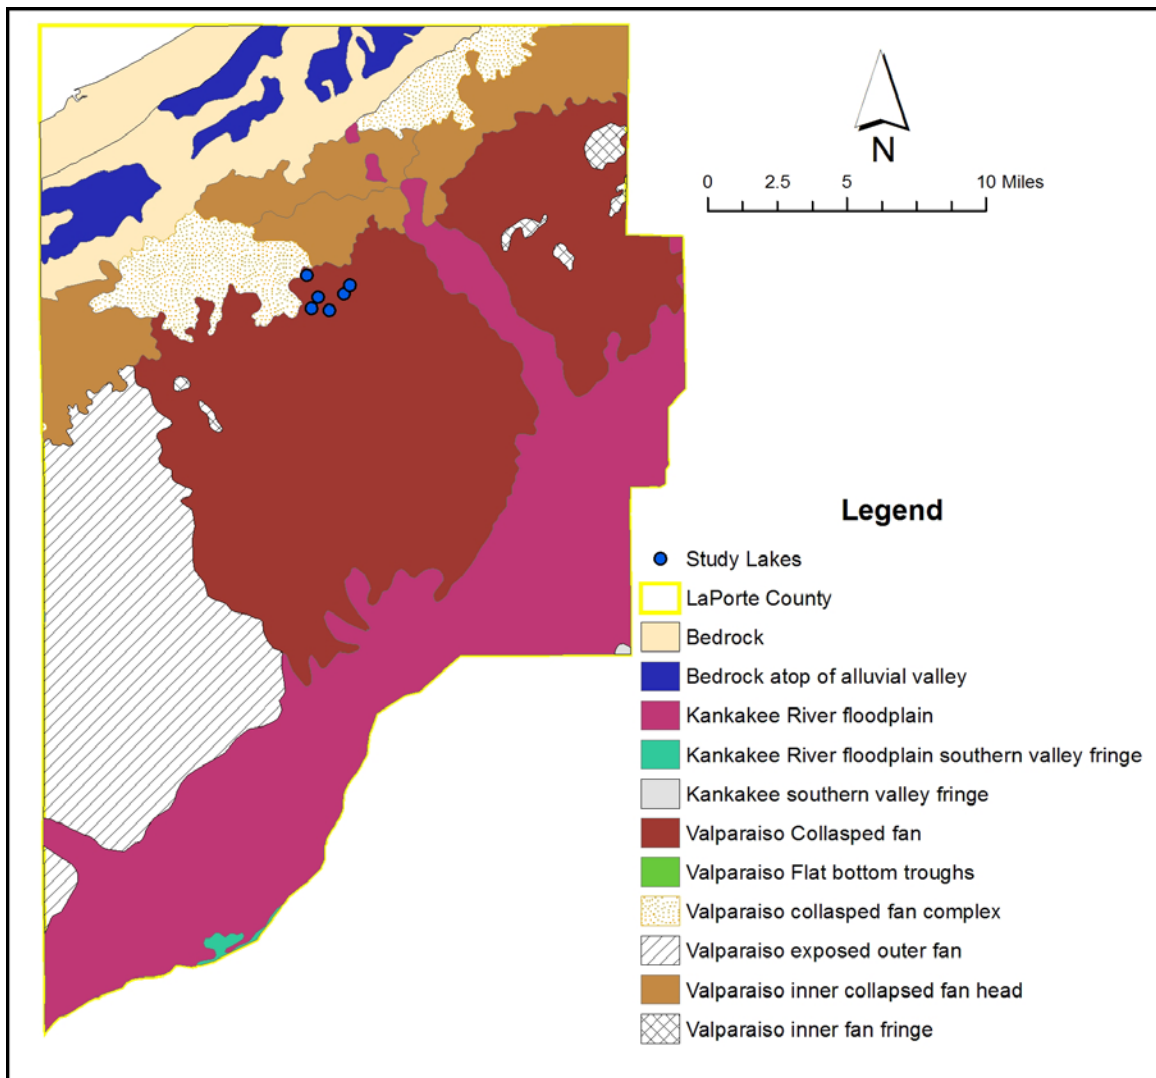 N
0 2.5 5 10 Miles
Legend
Study Lakes
LaPorte County
Bedrock
Bedrock atop of alluvial valley
Kankakee River floodplain
Kankakee River floodplain southern valley fringe
Kankakee southern valley fringe
Valparaiso Collasped fan
Valparaiso Flat bottom troughs
Valparaiso collasped fan complex
Valparaiso exposed outer fan
Valparaiso inner collapsed fan head
Valparaiso inner fan fringe